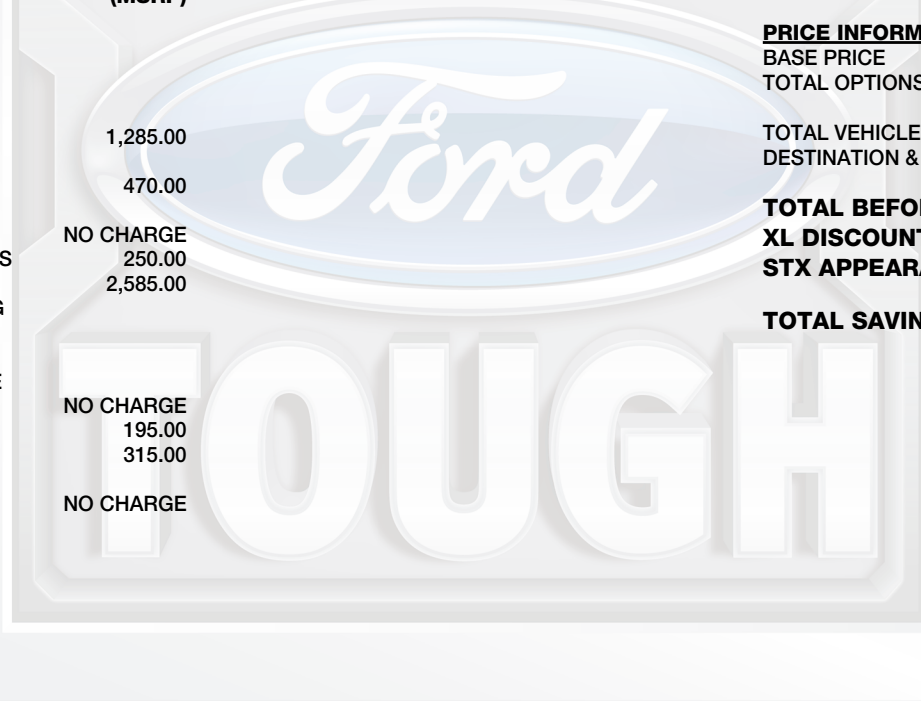 PRICE INFORM
BASE PRICE
TOTAL OPTIONS
TOTAL VEHICLE
DESTINATION &
TOTAL BEFO
XL DISCOUNT
STX APPEAR
TOTAL SAVIN
1,285.00
470.00
NO CHARGE
S 250.00
2,585.00
G
E
NO CHARGE
195.00
315.00
NO CHARGE
Ford
TOUGH